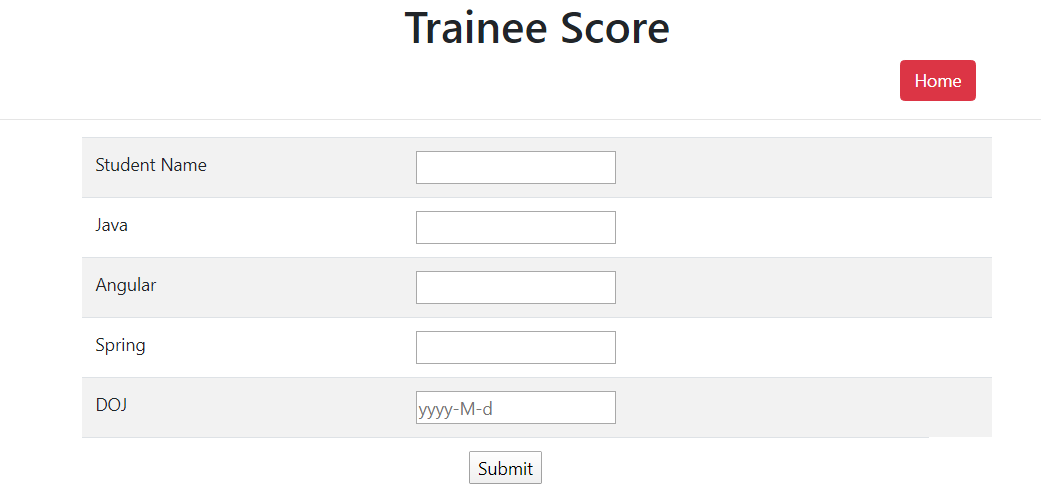 Trainee Score
Home
Student Name
Java
Angular
Spring
DOJ yyyy-M-d
Submit